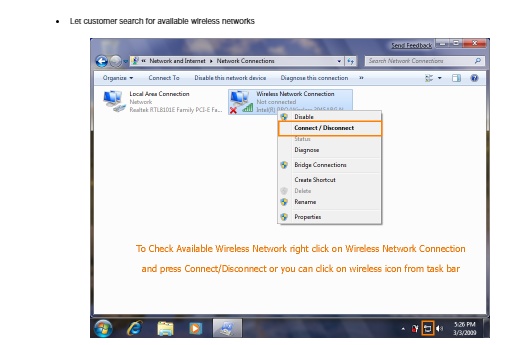 • Let customer search for available wireless networks
Send Feedback
« Network and Internet ▸ Network Connections
Search Network Connections
Organize ▾ Connect To Disable this network device Diagnose this connection »
Local Area Connection
Network
Realtek RTL8101E Family PCI-E Fa...
Wireless Network Connection
Not connected
Disable
Connect / Disconnect
Status
Diagnose
Bridge Connections
Create Shortcut
Delete
Rename
Properties
To Check Available Wireless Network right click on Wireless Network Connection
and press Connect/Disconnect or you can click on wireless icon from task bar
5:26 PM
3/3/2009